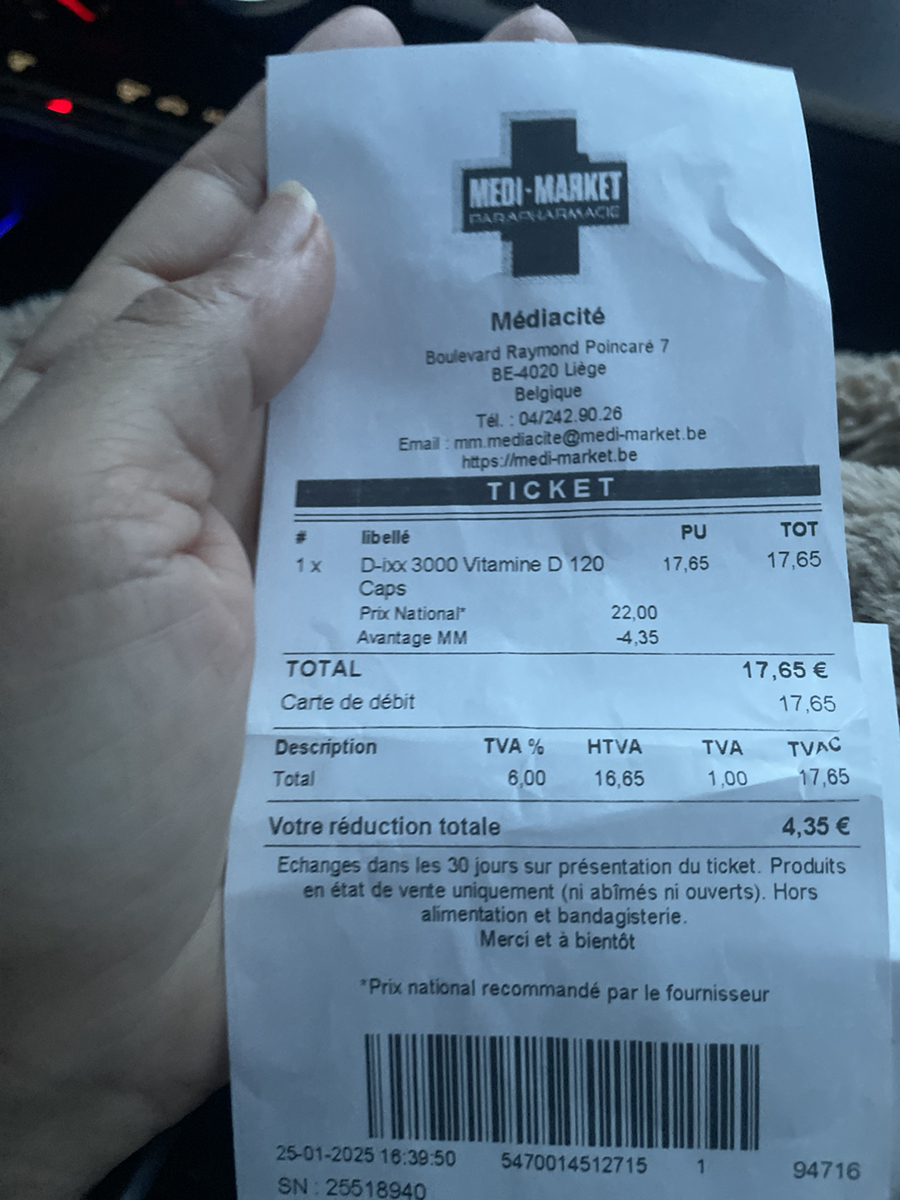 MEDI-MARKET
PARAPHARMACIE
Médiacité
Boulevard Raymond Poincaré 7
BE-4020 Liège
Belgique
Tél. : 04/242.90.26
Email : mm.mediacite@medi-market.be
https://medi-market.be
TICKET
# libellé PU TOT
1 x D-ixx 3000 Vitamine D 120 17,65 17,65
Caps
Prix National* 22,00
Avantage MM -4,35
TOTAL 17,65 €
Carte de débit 17,65
Description TVA % HTVA TVA TVAC
Total 6,00 16,65 1,00 17,65
Votre réduction totale 4,35 €
Echanges dans les 30 jours sur présentation du ticket. Produits
en état de vente uniquement (ni abîmés ni ouverts). Hors
alimentation et bandagisterie.
Merci et à bientôt
*Prix national recommandé par le fournisseur
25-01-2025 16:39:50 5470014512715 1 94716
SN : 25518940